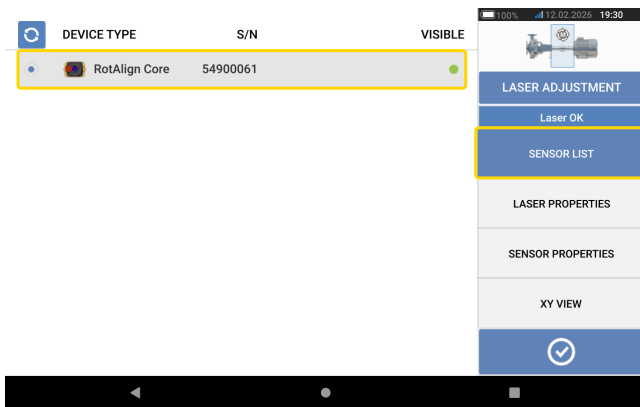 100% 12.02.2026 19:30
DEVICE TYPE S/N VISIBLE
RotAlign Core 54900061
LASER ADJUSTMENT
Laser OK
SENSOR LIST
LASER PROPERTIES
SENSOR PROPERTIES
XY VIEW